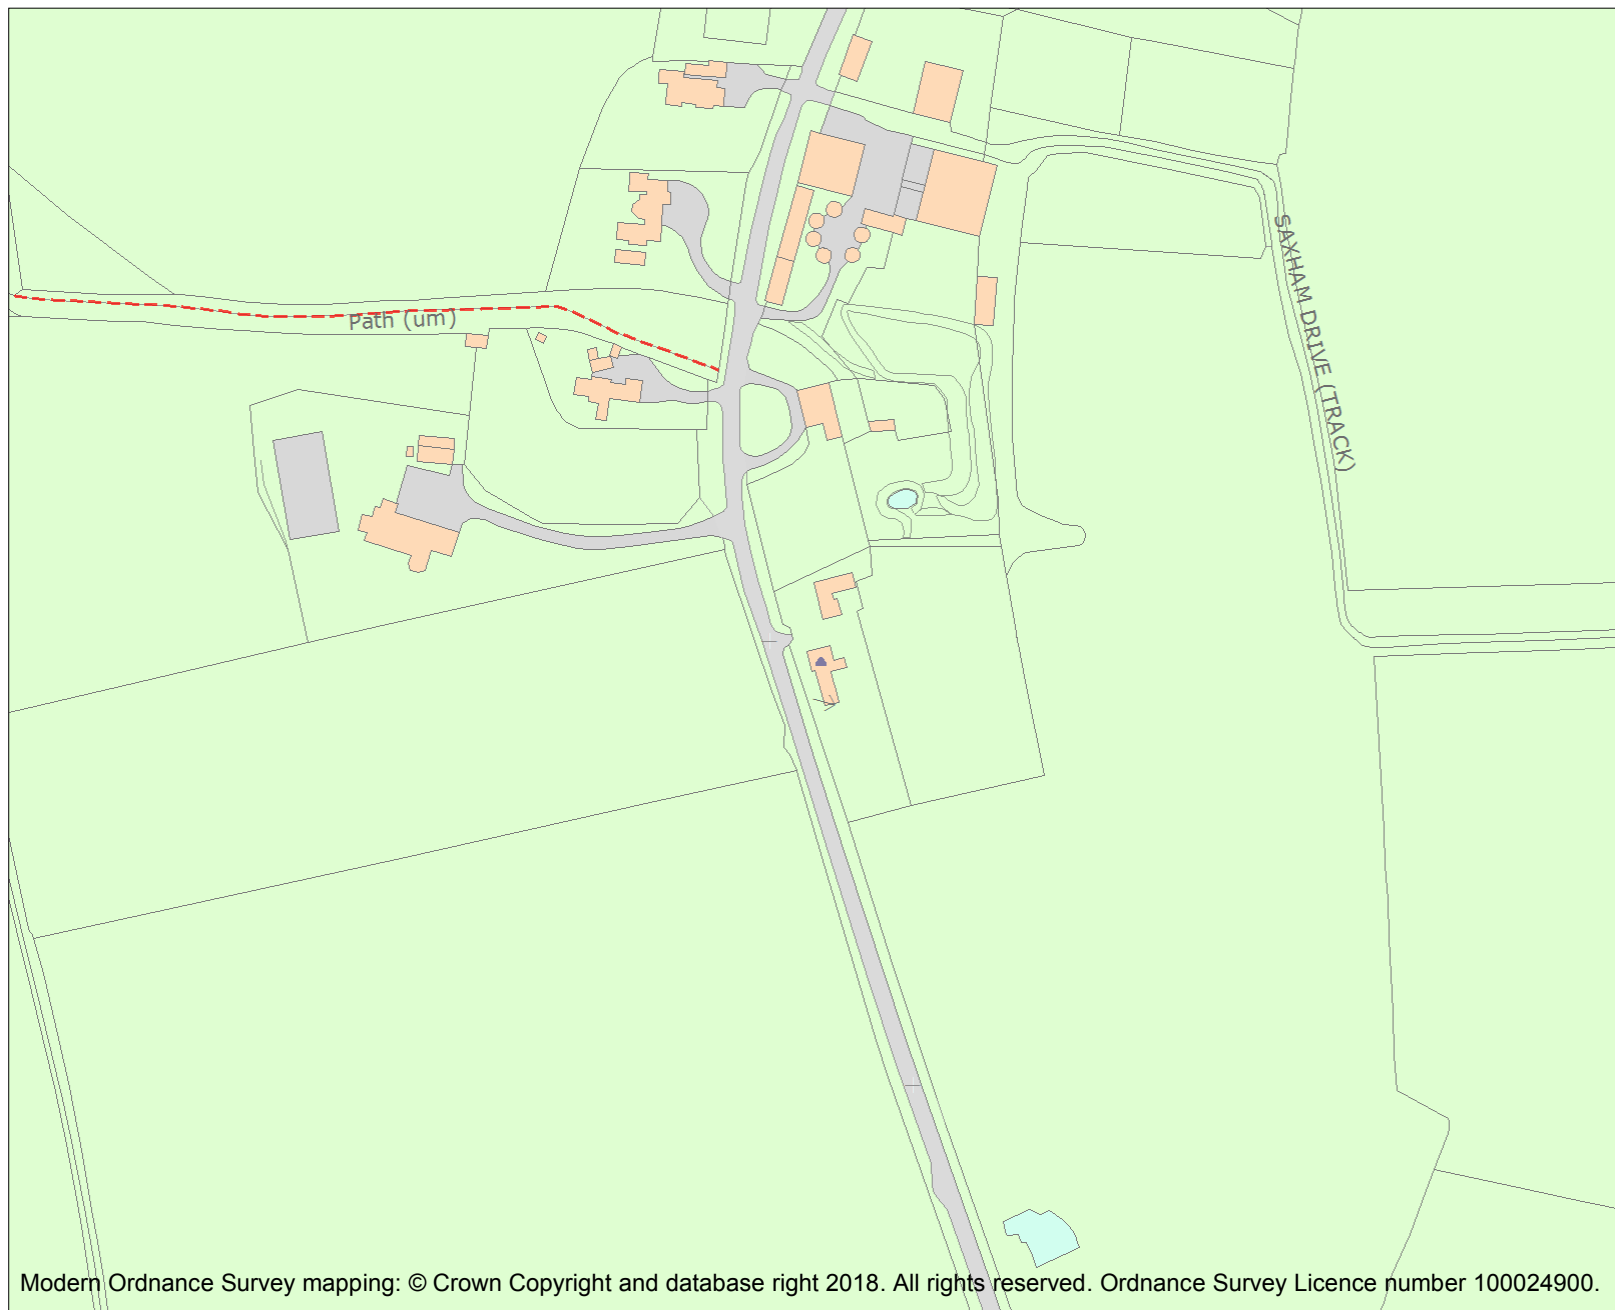 SAXHAM DRIVE (TRACK)
Path (um)
Modern Ordnance Survey mapping: © Crown Copyright and database right 2018. All rights reserved. Ordnance Survey Licence number 100024900.